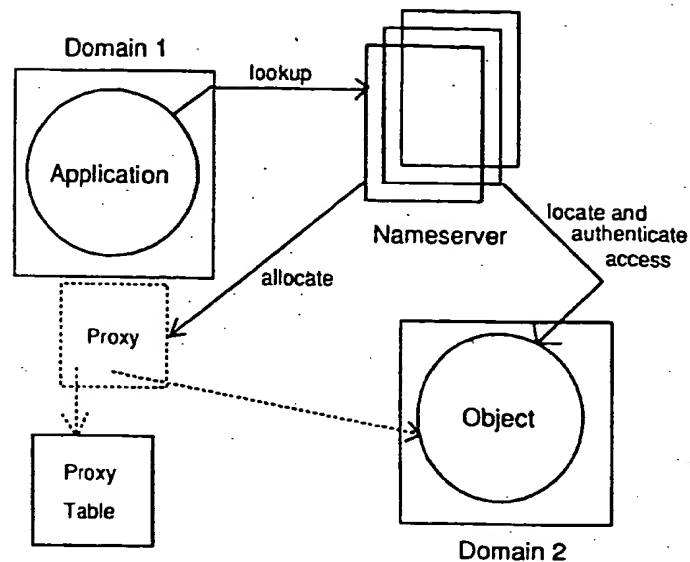 Domain 1
lookup
Application
Nameserver
locate and
authenticate
access
allocate
Proxy
Object
Proxy
Table
Domain 2